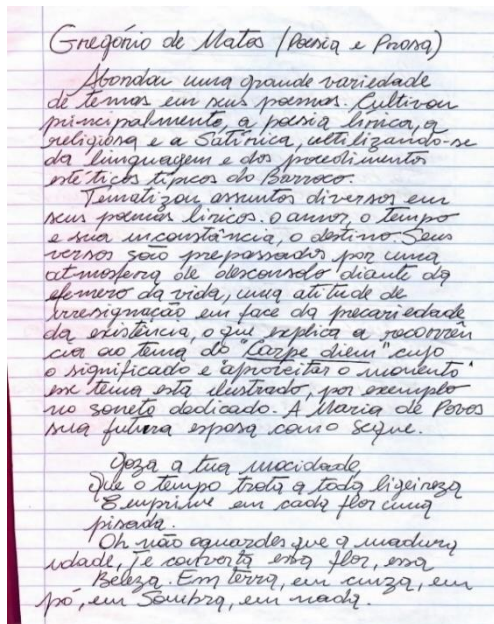 Gregório de Matos (Poesia e Prosa)
Abordou uma grande variedade
de temas em seus poemas. Cultivou
principalmente, a poesia lírica, a
religiosa e a Satírica, utilizando-se
da linguagem e dos procedimentos
estéticos típicos do Barroco.
Tematizou assuntos diversos em
seus poemas líricos. o amor, o tempo
e sua inconstância, o destino. Seus
versos são prepassados por uma
atmosfera de desconsolo diante da
efemero da vida, uma atitude de
irresignação em face da precariedade
da existência, o que explica a recorrên
cia ao tema do "Carpe diem" cujo
o significado e "aproveitar o momento"
esse tema esta ilustrado, por exemplo
no soneto dedicado. A Maria de Povos
sua futura esposa como segue.
Goza a tua mocidade
Que o tempo trota a toda ligeireza
E emprime em cada flor uma
pisada.
Oh não aguardes que a madura
idade, Te converta essa flor, essa
Beleza. Em terra, em cinza, em
pó, em Sombra, em nada.